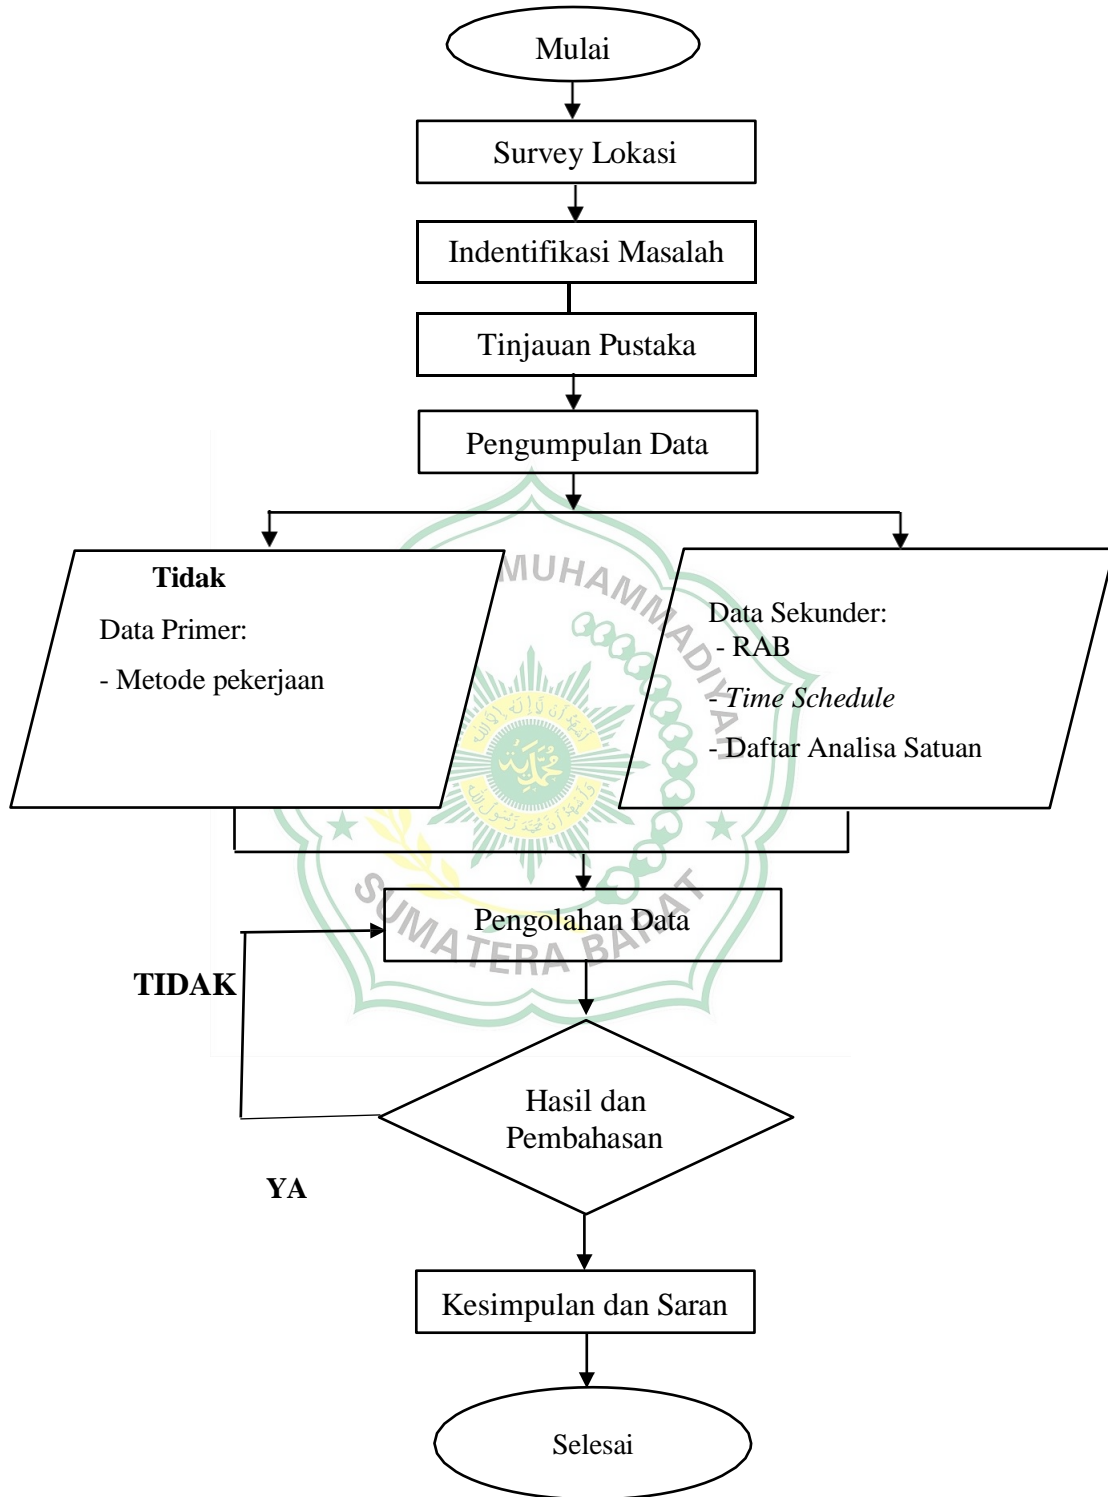 Mulai
Survey Lokasi
Indentifikasi Masalah
Tinjauan Pustaka
Pengumpulan Data
Tidak
Data Primer:
- Metode pekerjaan
MUHAMMADIYAH
Data Sekunder:
- RAB
- Time Schedule
- Daftar Analisa Satuan
Pengolahan Data
SUMATERA BARAT
TIDAK
Hasil dan
Pembahasan
YA
Kesimpulan dan Saran
Selesai